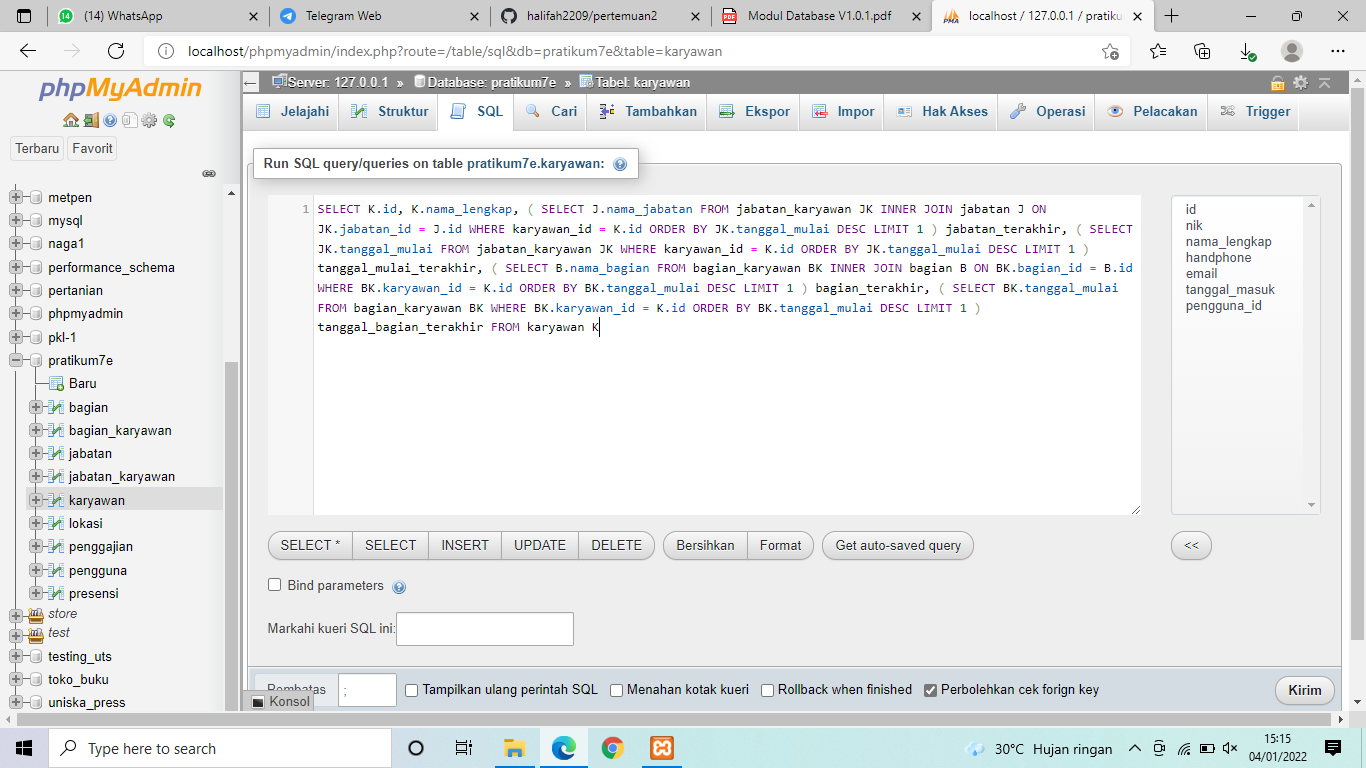 (14) WhatsApp
Telegram Web
halifah2209/pertemuan2
Modul Database V1.0.1.pdf
localhost / 127.0.0.1 / pratiku
localhost/phpmyadmin/index.php?route=/table/sql&db=pratikum7e&table=karyawan
phpMyAdmin
Terbaru
Favorit
metpen
mysql
naga1
performance_schema
pertanian
phpmyadmin
pkl-1
pratikum7e
Baru
bagian
bagian_karyawan
jabatan
jabatan_karyawan
karyawan
lokasi
penggajian
pengguna
presensi
store
test
testing_uts
toko_buku
uniska_press
Server: 127.0.0.1 » Database: pratikum7e » Tabel: karyawan
Jelajahi
Struktur
SQL
Cari
Tambahkan
Ekspor
Impor
Hak Akses
Operasi
Pelacakan
Trigger
Run SQL query/queries on table pratikum7e.karyawan:
1 SELECT K.id, K.nama_lengkap, ( SELECT J.nama_jabatan FROM jabatan_karyawan JK INNER JOIN jabatan J ON
JK.jabatan_id = J.id WHERE karyawan_id = K.id ORDER BY JK.tanggal_mulai DESC LIMIT 1 ) jabatan_terakhir, ( SELECT
JK.tanggal_mulai FROM jabatan_karyawan JK WHERE karyawan_id = K.id ORDER BY JK.tanggal_mulai DESC LIMIT 1 )
tanggal_mulai_terakhir, ( SELECT B.nama_bagian FROM bagian_karyawan BK INNER JOIN bagian B ON BK.bagian_id = B.id
WHERE BK.karyawan_id = K.id ORDER BY BK.tanggal_mulai DESC LIMIT 1 ) bagian_terakhir, ( SELECT BK.tanggal_mulai
FROM bagian_karyawan BK WHERE BK.karyawan_id = K.id ORDER BY BK.tanggal_mulai DESC LIMIT 1 )
tanggal_bagian_terakhir FROM karyawan K
id
nik
nama_lengkap
handphone
email
tanggal_masuk
pengguna_id
SELECT *
SELECT
INSERT
UPDATE
DELETE
Bersihkan
Format
Get auto-saved query
<<
Bind parameters
Markahi kueri SQL ini:
Pembatas
;
Tampilkan ulang perintah SQL
Menahan kotak kueri
Rollback when finished
Perbolehkan cek forign key
Kirim
Konsol
Type here to search
30°C Hujan ringan
15:15
04/01/2022